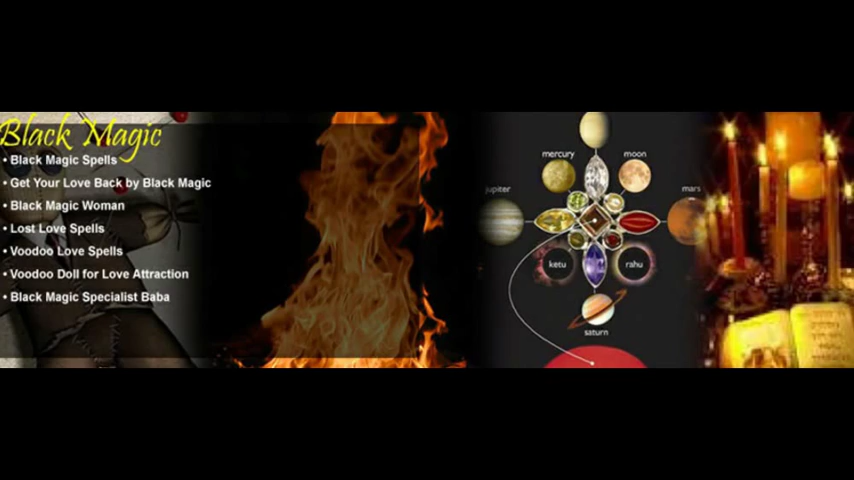 Black Magic
• Black Magic Spells
• Get Your Love Back by Black Magic
• Black Magic Woman
• Lost Love Spells
• Voodoo Love Spells
• Voodoo Doll for Love Attraction
• Black Magic Specialist Baba
mercury
moon
jupiter
mars
ketu
rahu
saturn